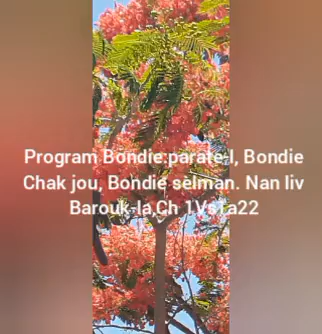 Program Bondie:parate-l, Bondie
Chak jou, Bondie selman. Nan liv
Barouk-la,Ch 1Vs1a22